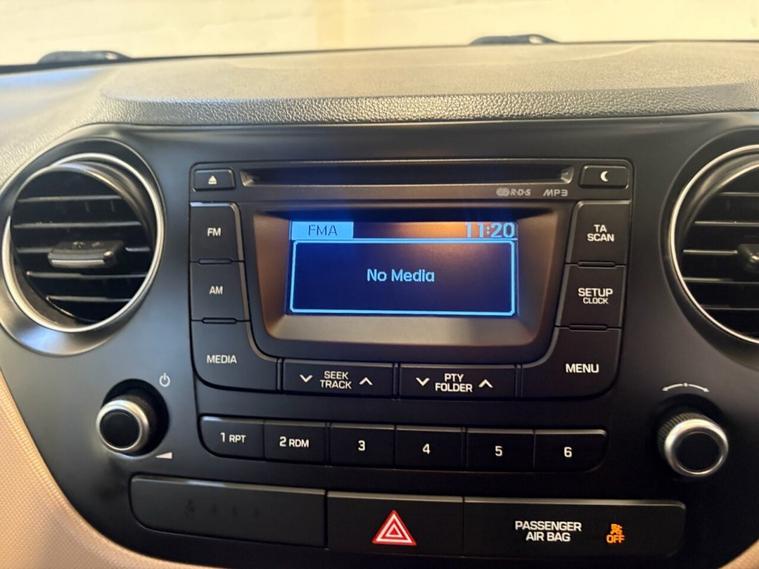 R·D·S MP3
FM
FMA 11:20
TA
SCAN
No Media
AM
SETUP
CLOCK
MEDIA
SEEK
TRACK
PTY
FOLDER
MENU
1 RPT
2 RDM
3
4
5
6
PASSENGER
AIR BAG
OFF